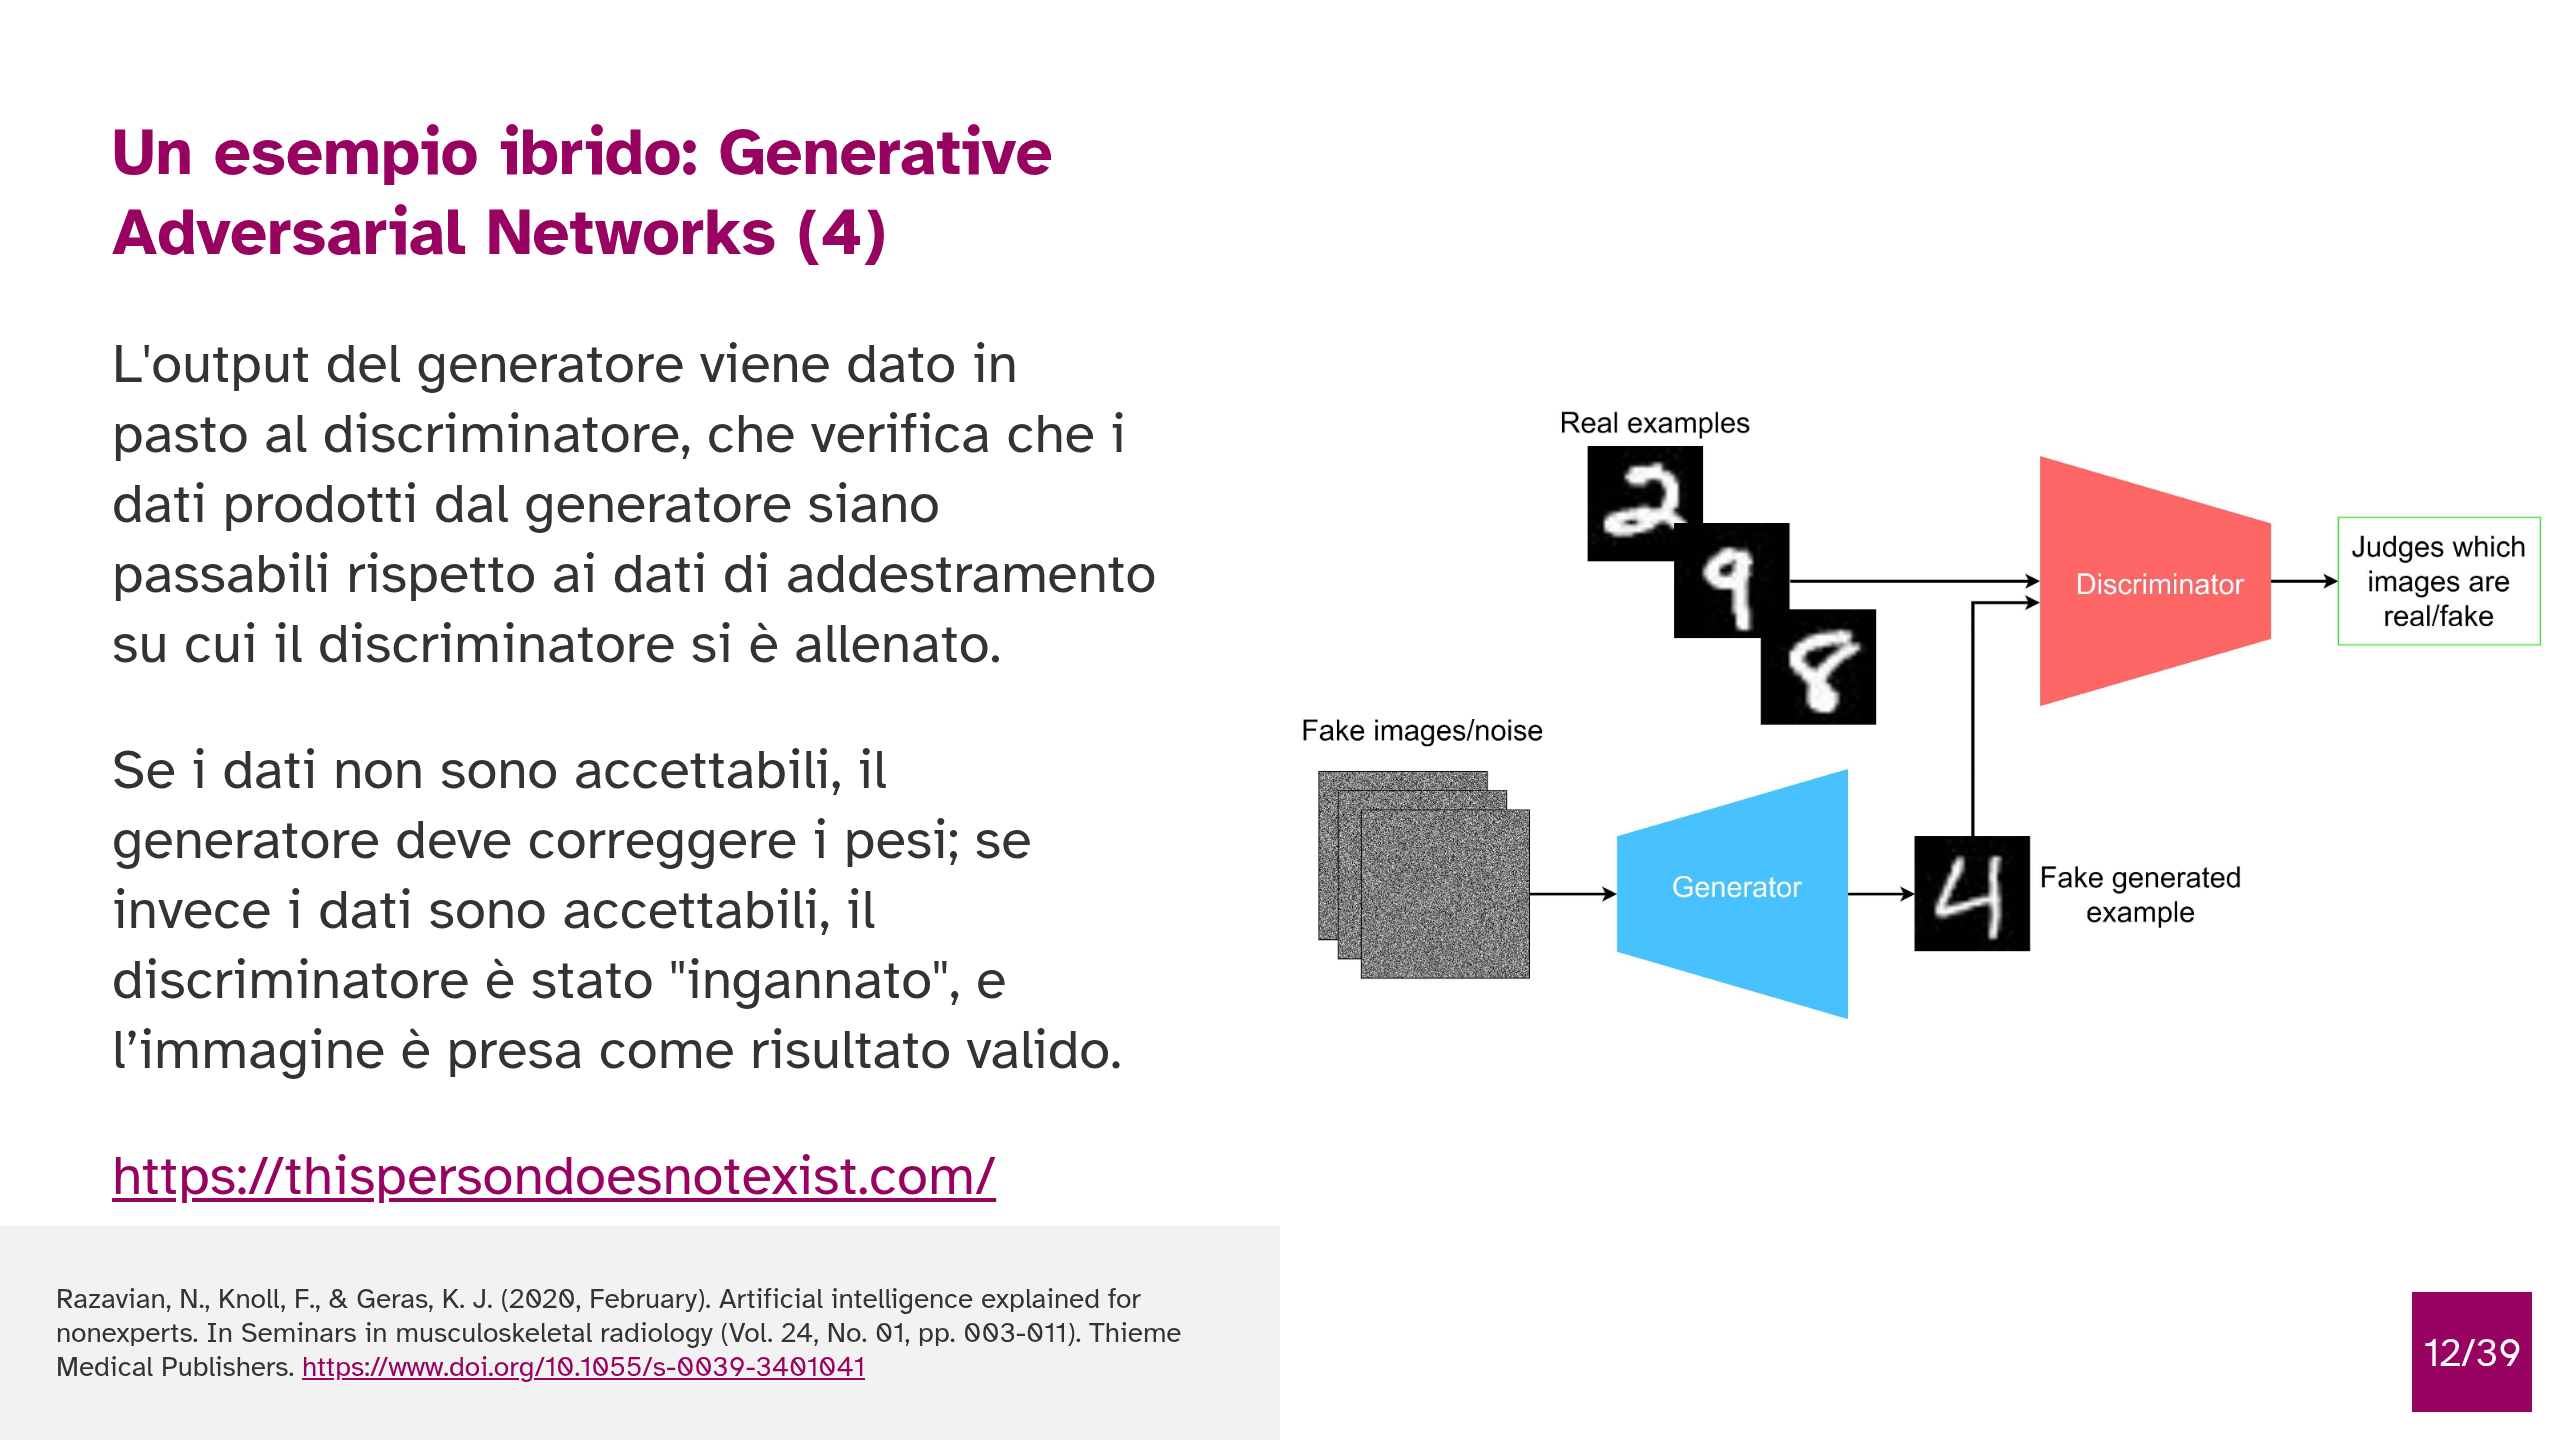 Un esempio ibrido: Generative
Adversarial Networks (4)
L'output del generatore viene dato in
pasto al discriminatore, che verifica che i
dati prodotti dal generatore siano
passabili rispetto ai dati di addestramento
su cui il discriminatore si è allenato.
Se i dati non sono accettabili, il
generatore deve correggere i pesi; se
invece i dati sono accettabili, il
discriminatore è stato "ingannato", e
l’immagine è presa come risultato valido.
https://thispersondoesnotexist.com/
Real examples
2
9
8
Discriminator
Judges which
images are
real/fake
Fake images/noise
Generator
4
Fake generated
example
Razavian, N., Knoll, F., & Geras, K. J. (2020, February). Artificial intelligence explained for
nonexperts. In Seminars in musculoskeletal radiology (Vol. 24, No. 01, pp. 003-011). Thieme
Medical Publishers. https://www.doi.org/10.1055/s-0039-3401041
12/39